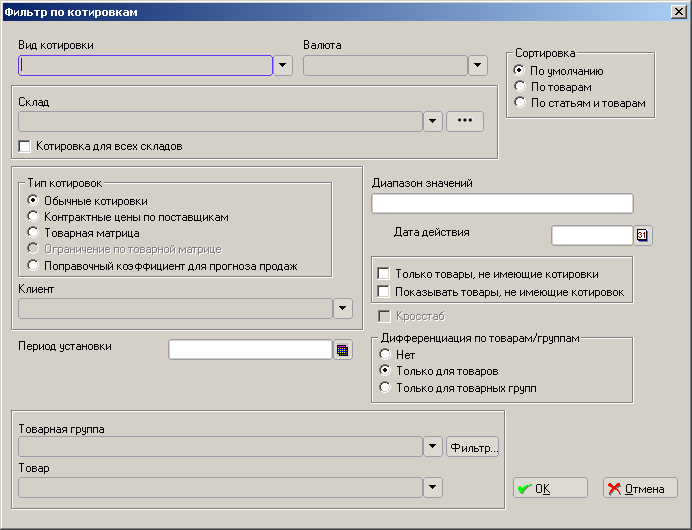 Фильтр по котировкам
Вид котировки
Валюта
Сортировка
По умолчанию
По товарам
По статьям и товарам
Склад
Котировка для всех складов
Тип котировок
Обычные котировки
Контрактные цены по поставщикам
Товарная матрица
Ограничение по товарной матрице
Поправочный коэффициент для прогноза продаж
Клиент
Диапазон значений
Дата действия
31
Только товары, не имеющие котировки
Показывать товары, не имеющие котировок
Кросстаб
Период установки
Дифференциация по товарам/группам
Нет
Только для товаров
Только для товарных групп
Товарная группа
Фильтр...
Товар
OK
Отмена